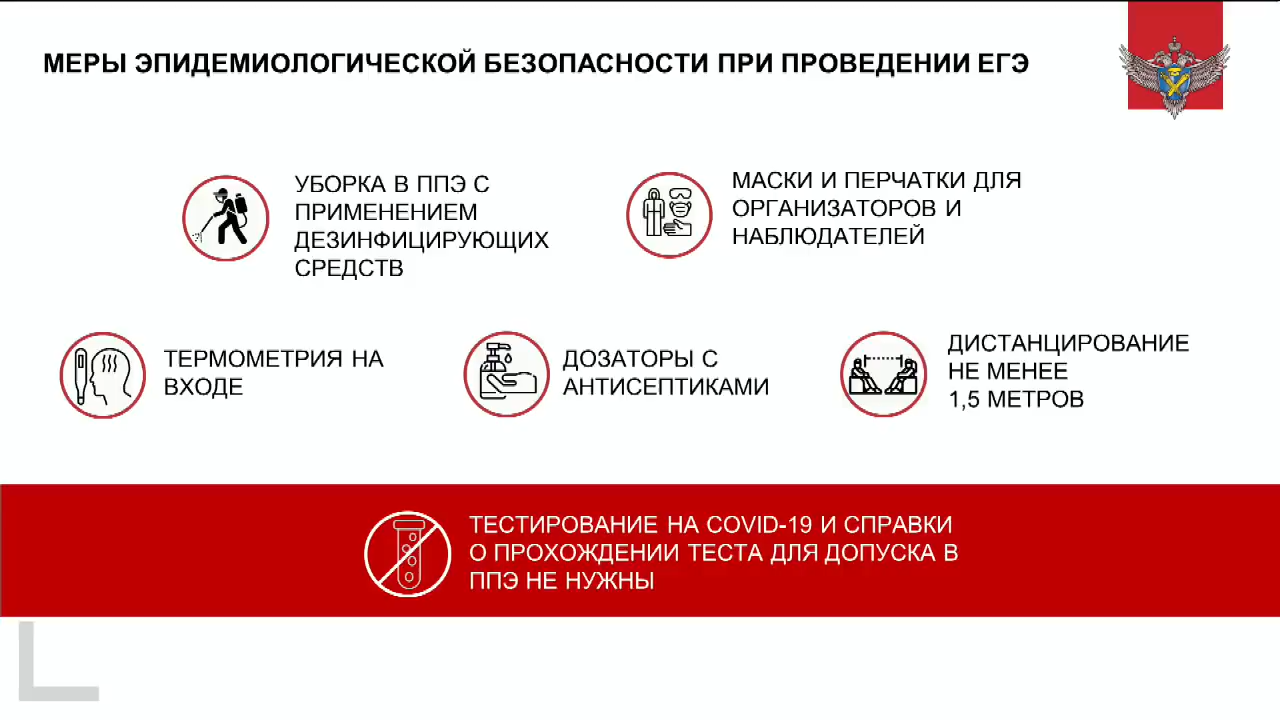 МЕРЫ ЭПИДЕМИОЛОГИЧЕСКОЙ БЕЗОПАСНОСТИ ПРИ ПРОВЕДЕНИИ ЕГЭ
УБОРКА В ППЭ С
ПРИМЕНЕНИЕМ
ДЕЗИНФИЦИРУЮЩИХ
СРЕДСТВ
МАСКИ И ПЕРЧАТКИ ДЛЯ
ОРГАНИЗАТОРОВ И
НАБЛЮДАТЕЛЕЙ
ТЕРМОМЕТРИЯ НА
ВХОДЕ
ДОЗАТОРЫ С
АНТИСЕПТИКАМИ
ДИСТАНЦИРОВАНИЕ
НЕ МЕНЕЕ
1,5 МЕТРОВ
ТЕСТИРОВАНИЕ НА COVID-19 И СПРАВКИ
О ПРОХОЖДЕНИИ ТЕСТА ДЛЯ ДОПУСКА В
ППЭ НЕ НУЖНЫ